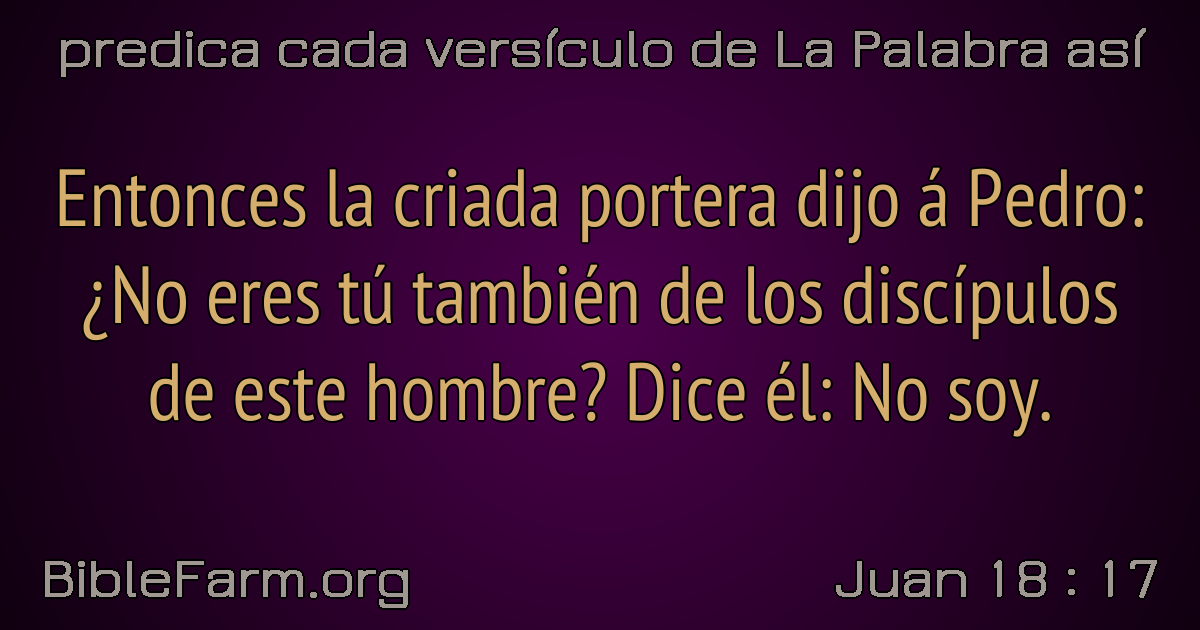 predica cada versículo de La Palabra así
Entonces la criada portera dijo á Pedro:
¿No eres tú también de los discípulos
de este hombre? Dice él: No soy.
BibleFarm.org
Juan 18 : 17